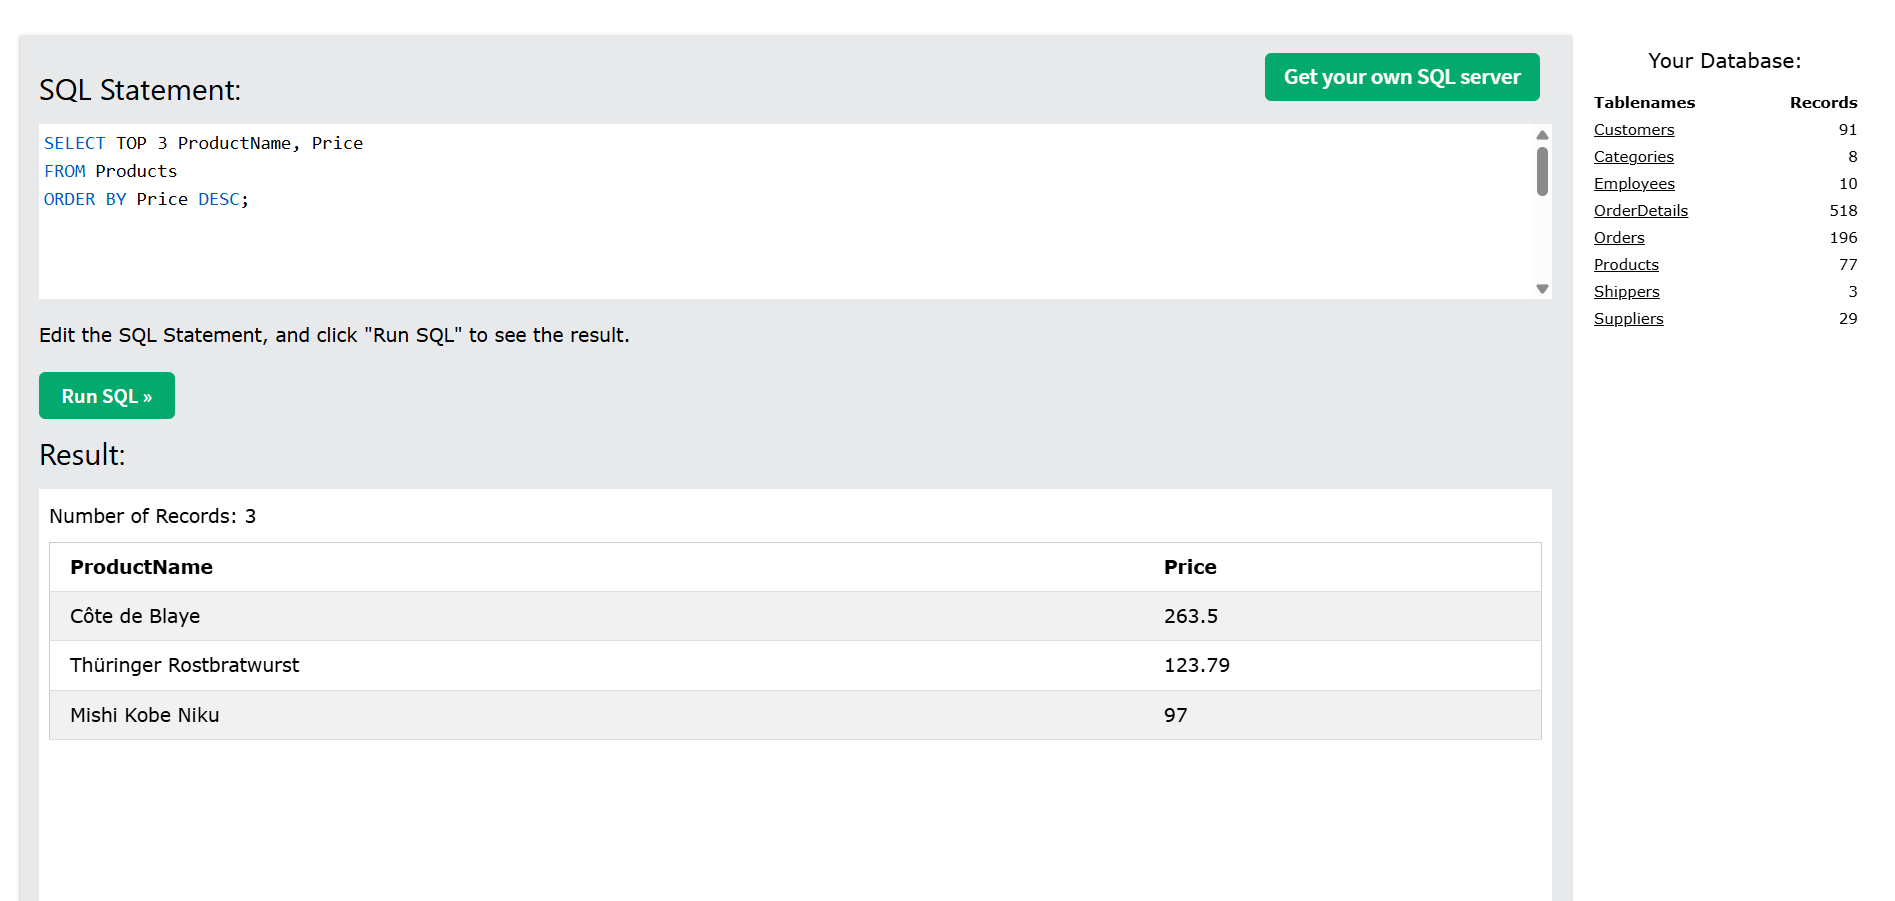 SQL Statement:
Get your own SQL server
SELECT TOP 3 ProductName, Price
FROM Products
ORDER BY Price DESC;
Edit the SQL Statement, and click "Run SQL" to see the result.
Run SQL »
Result:
Number of Records: 3
ProductName Price
Côte de Blaye 263.5
Thüringer Rostbratwurst 123.79
Mishi Kobe Niku 97
Your Database:
Tablenames Records
Customers 91
Categories 8
Employees 10
OrderDetails 518
Orders 196
Products 77
Shippers 3
Suppliers 29